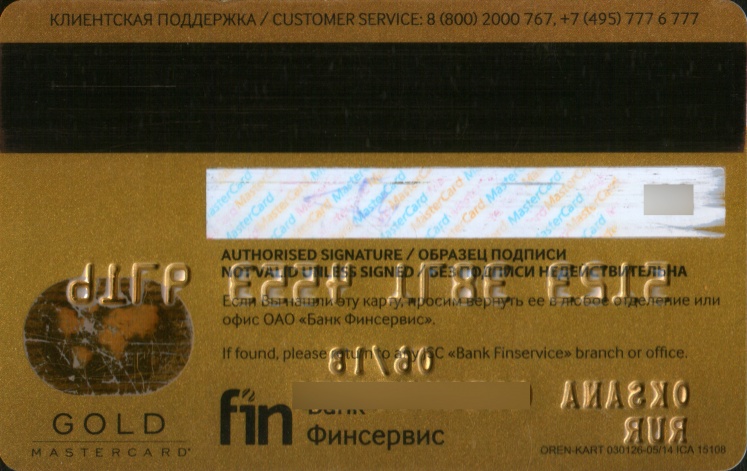 КЛИЕНТСКАЯ ПОДДЕРЖКА / CUSTOMER SERVICE: 8 (800) 2000 767, +7 (495) 777 6 777
AUTHORISED SIGNATURE / ОБРАЗЕЦ ПОДПИСИ
NOT VALID UNLESS SIGNED / БЕЗ ПОДПИСИ НЕДЕЙСТВИТЕЛЬНА
Если Вы нашли эту карту, просим вернуть ее в любое отделение или
офис ОАО «Банк Финсервис».
If found, please return to any JSC «Bank Finservice» branch or office.
OKSANA
RUR
fin Банк
Финсервис
GOLD
MASTERCARD
OREN-KART 030126-05/14 ICA 15108